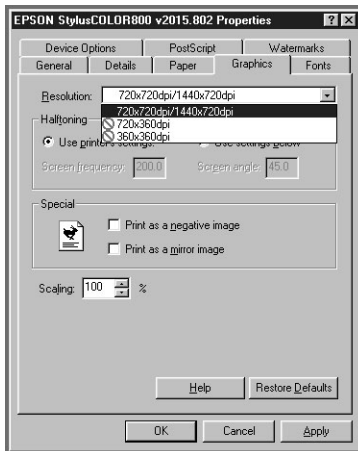 EPSON StylusCOLOR800 v2015.802 Properties
Device Options PostScript Watermarks
General Details Paper Graphics Fonts
Resolution: 720x720dpi/1440x720dpi
720x720dpi/1440x720dpi
Halftoning 720x360dpi
360x360dpi
Use printer's settings. Use settings below
Screen frequency: 200.0 Screen angle: 45.0
Special
Print as a negative image
Print as a mirror image
Scaling: 100 %
Help Restore Defaults
OK Cancel Apply